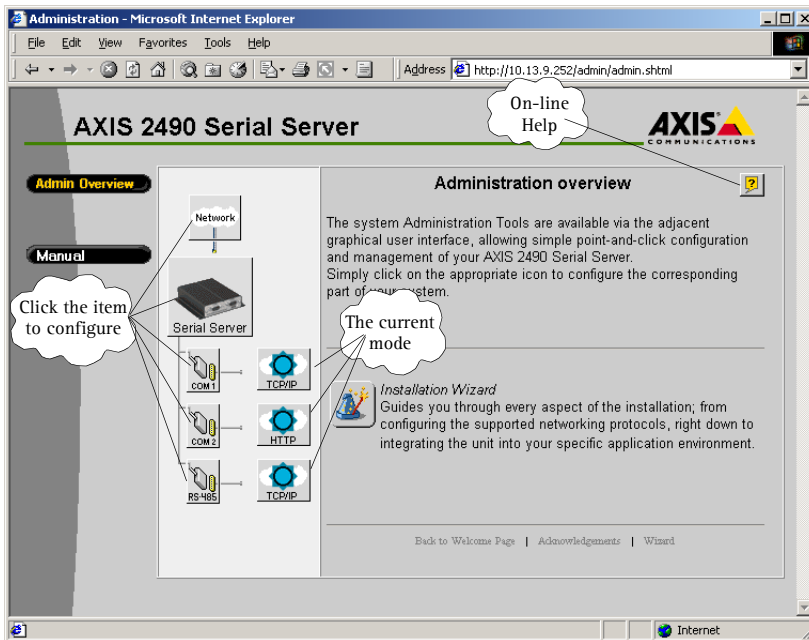 Administration - Microsoft Internet Explorer
File Edit View Favorites Tools Help
Address http://10.13.9.252/admin/admin.shtml
On-line
Help
AXIS 2490 Serial Server
AXIS
COMMUNICATIONS
Admin Overview
Manual
Network
Serial Server
Click the item
to configure
COM 1
TCP/IP
COM 2
HTTP
RS-485
TCP/IP
The current
mode
Administration overview
The system Administration Tools are available via the adjacent
graphical user interface, allowing simple point-and-click configuration
and management of your AXIS 2490 Serial Server.
Simply click on the appropriate icon to configure the corresponding
part of your system.
Installation Wizard
Guides you through every aspect of the installation; from
configuring the supported networking protocols, right down to
integrating the unit into your specific application environment.
Back to Welcome Page | Acknowledgements | Wizard
Internet